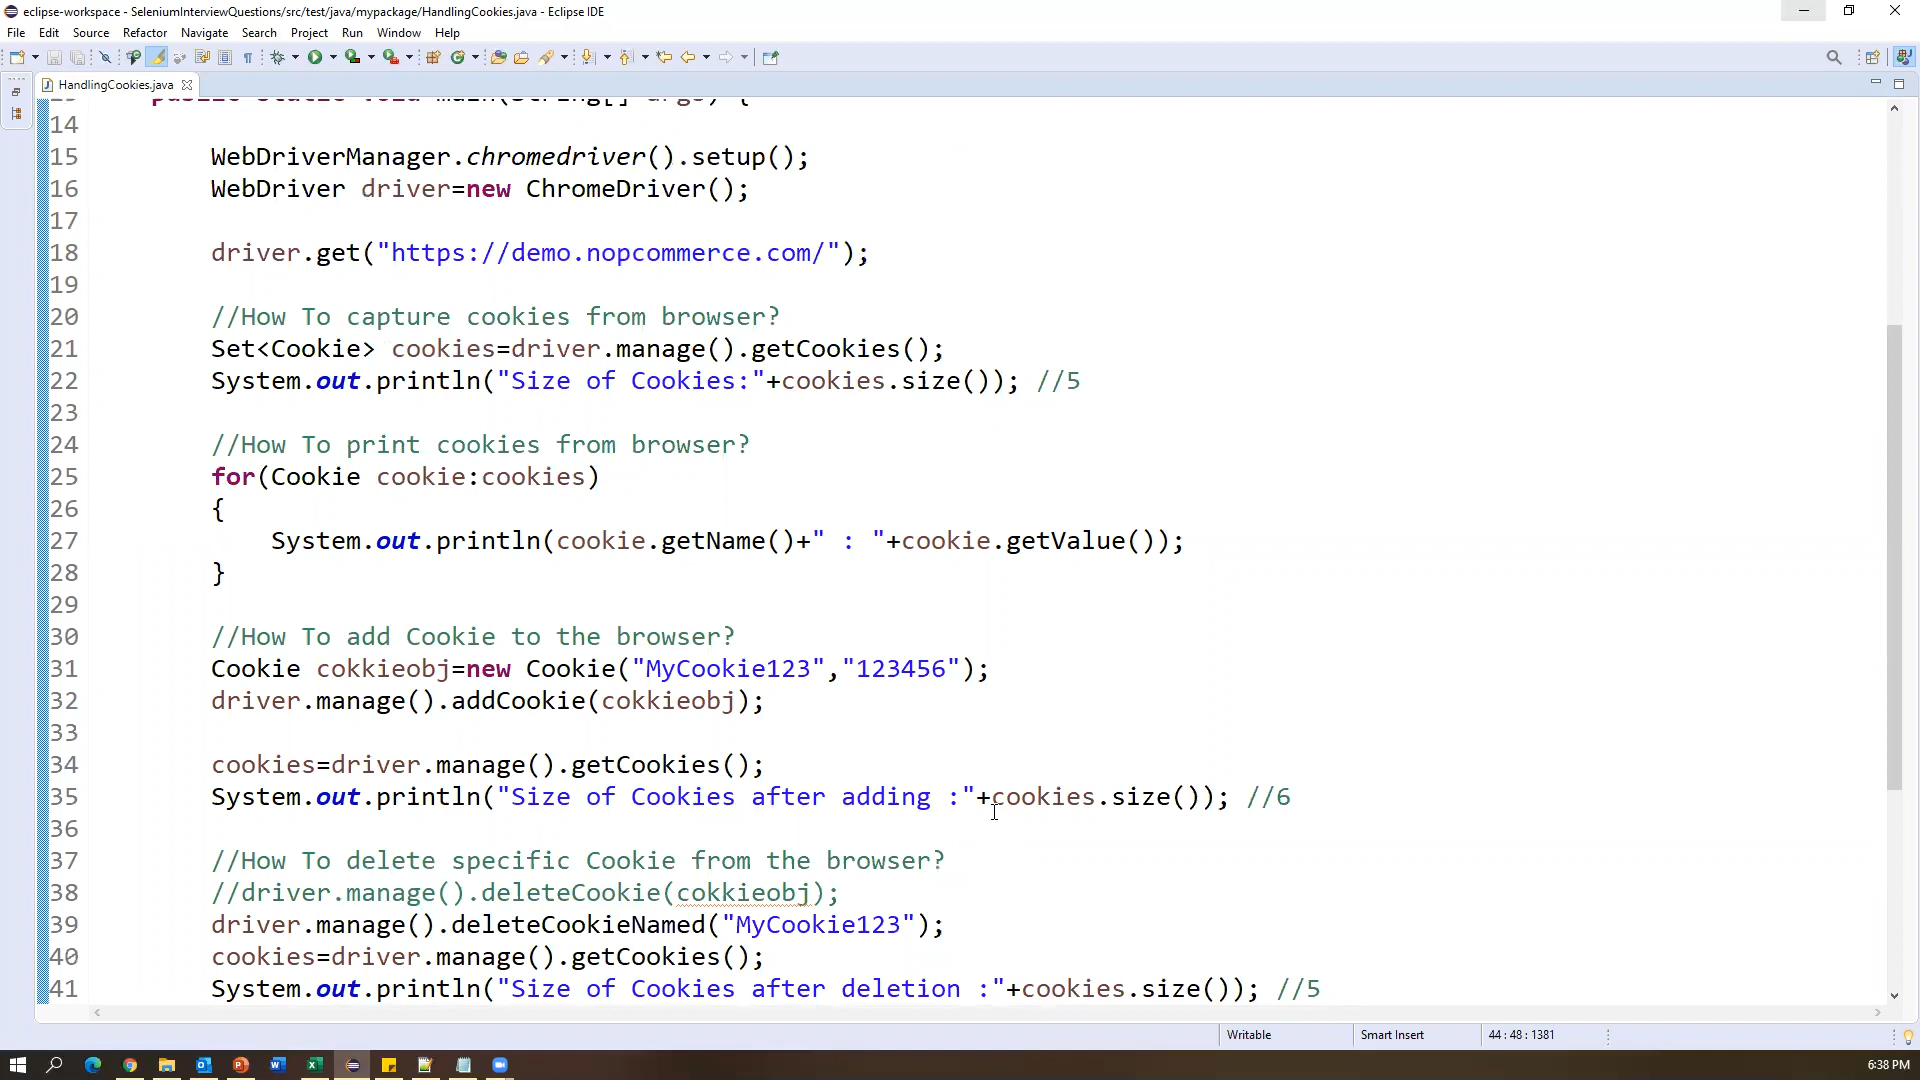 eclipse-workspace - SeleniumInterviewQuestions/src/test/java/mypackage/HandlingCookies.java - Eclipse IDE
File Edit Source Refactor Navigate Search Project Run Window Help
HandlingCookies.java
public static void main(String[] args) {
14
15 WebDriverManager.chromedriver().setup();
16 WebDriver driver=new ChromeDriver();
17
18 driver.get("https://demo.nopcommerce.com/");
19
20 //How To capture cookies from browser?
21 Set<Cookie> cookies=driver.manage().getCookies();
22 System.out.println("Size of Cookies:"+cookies.size()); //5
23
24 //How To print cookies from browser?
25 for(Cookie cookie:cookies)
26 {
27 System.out.println(cookie.getName()+" : "+cookie.getValue());
28 }
29
30 //How To add Cookie to the browser?
31 Cookie cokkieobj=new Cookie("MyCookie123","123456");
32 driver.manage().addCookie(cokkieobj);
33
34 cookies=driver.manage().getCookies();
35 System.out.println("Size of Cookies after adding :"+cookies.size()); //6
36
37 //How To delete specific Cookie from the browser?
38 //driver.manage().deleteCookie(cokkieobj);
39 driver.manage().deleteCookieNamed("MyCookie123");
40 cookies=driver.manage().getCookies();
41 System.out.println("Size of Cookies after deletion :"+cookies.size()); //5
Writable Smart Insert 44 : 48 : 1381
6:38 PM